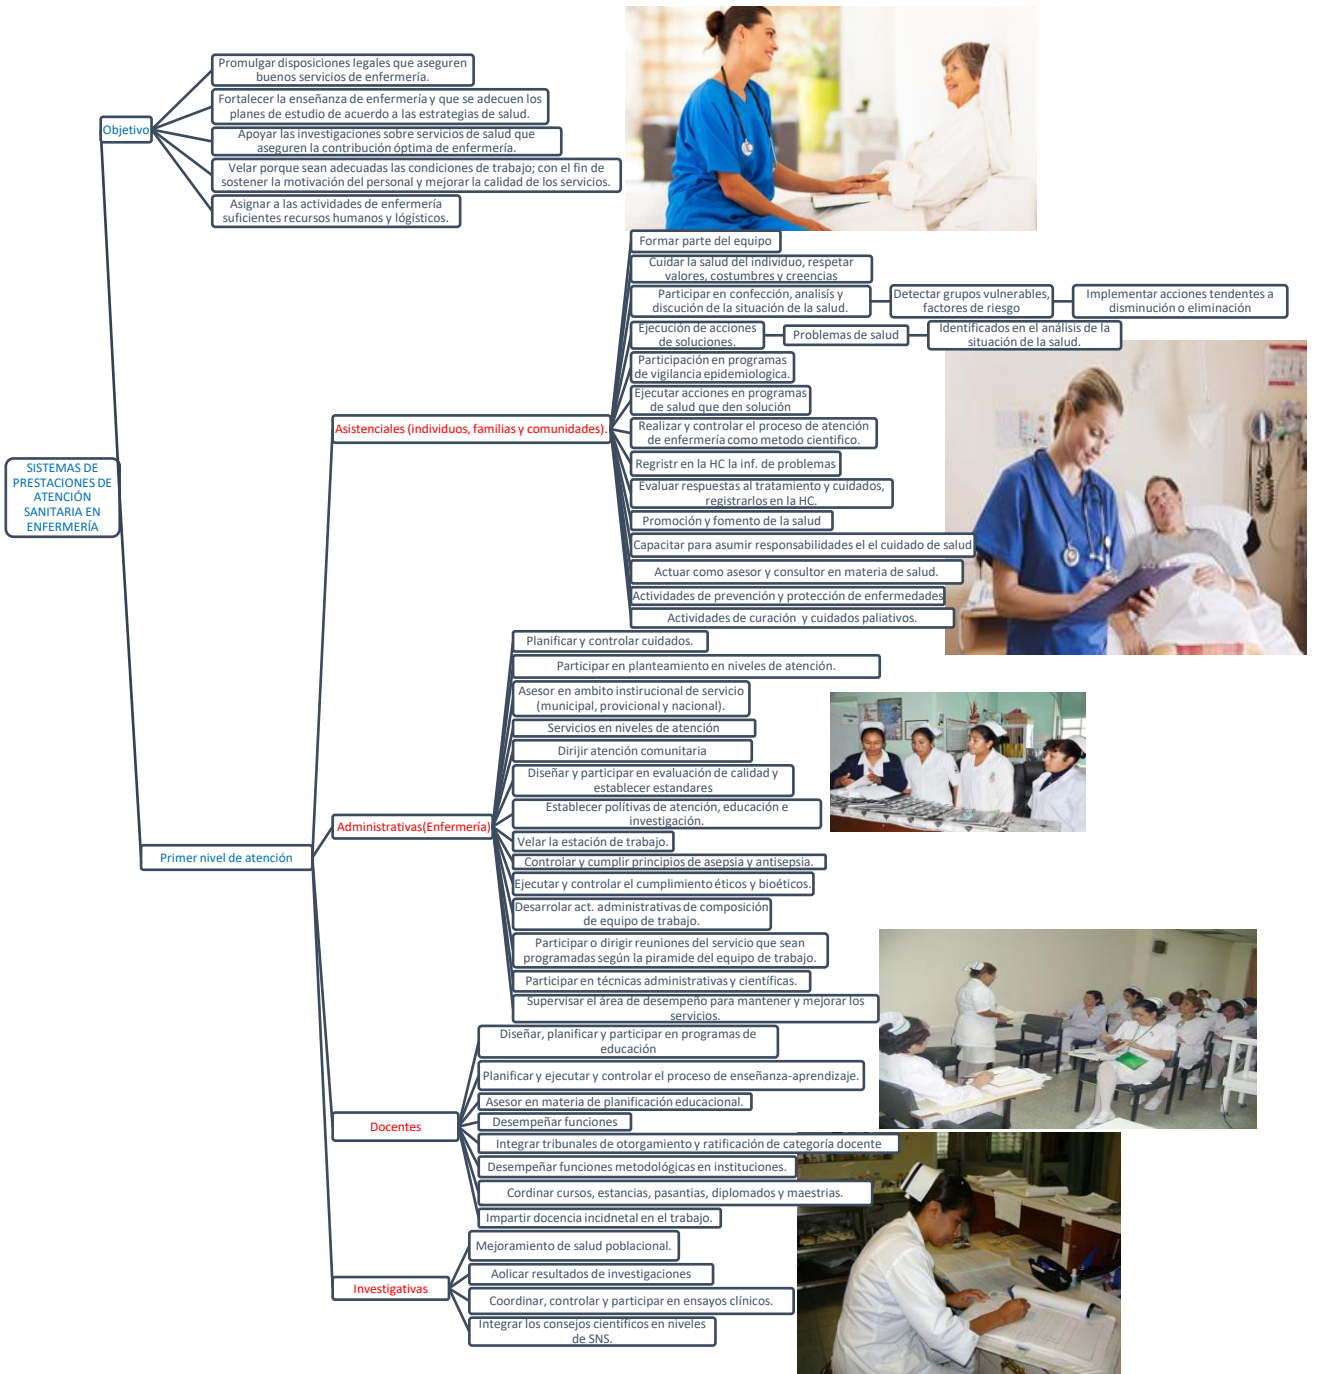 SISTEMAS DE
PRESTACIONES DE
ATENCIÓN
SANITARIA EN
ENFERMERÍA
Objetivo
Promulgar disposiciones legales que aseguren
buenos servicios de enfermería.
Fortalecer la enseñanza de enfermería y que se adecuen los
planes de estudio de acuerdo a las estrategias de salud.
Apoyar las investigaciones sobre servicios de salud que
aseguren la contribución óptima de enfermería.
Velar porque sean adecuadas las condiciones de trabajo; con el fin de
sostener la motivación del personal y mejorar la calidad de los servicios.
Asignar a las actividades de enfermería
suficientes recursos humanos y lógísticos.
Primer nivel de atención
Asistenciales (individuos, familias y comunidades).
Formar parte del equipo
Cuidar la salud del individuo, respetar
valores, costumbres y creencias
Participar en confección, analisís y
discución de la situación de la salud.
Detectar grupos vulnerables,
factores de riesgo
Implementar acciones tendentes a
disminución o eliminación
Ejecución de acciones
de soluciones.
Problemas de salud
Identificados en el análisis de la
situación de la salud.
Participación en programas
de vigilancia epidemiologica.
Ejecutar acciones en programas
de salud que den solución
Realizar y controlar el proceso de atención
de enfermería como metodo cientifico.
Regristr en la HC la inf. de problemas
Evaluar respuestas al tratamiento y cuidados,
registrarlos en la HC.
Promoción y fomento de la salud
Capacitar para asumir responsabilidades el el cuidado de salud
Actuar como asesor y consultor en materia de salud.
Actividades de prevención y protección de enfermedades
Actividades de curación y cuidados paliativos.
Administrativas(Enfermería)
Planificar y controlar cuidados.
Participar en planteamiento en niveles de atención.
Asesor en ambito instirucional de servicio
(municipal, provicional y nacional).
Servicios en niveles de atención
Dirijir atención comunitaria
Diseñar y participar en evaluación de calidad y
establecer estandares
Establecer polítivas de atención, educación e
investigación.
Velar la estación de trabajo.
Controlar y cumplir principios de asepsia y antisepsia.
Ejecutar y controlar el cumplimiento éticos y bioéticos.
Desarrolar act. administrativas de composición
de equipo de trabajo.
Participar o dirigir reuniones del servicio que sean
programadas según la piramide del equipo de trabajo.
Participar en técnicas administrativas y científicas.
Supervisar el área de desempeño para mantener y mejorar los
servicios.
Docentes
Diseñar, planificar y participar en programas de
educación
Planificar y ejecutar y controlar el proceso de enseñanza-aprendizaje.
Asesor en materia de planificación educacional.
Desempeñar funciones
Integrar tribunales de otorgamiento y ratificación de categoría docente
Desempeñar funciones metodológicas en instituciones.
Cordinar cursos, estancias, pasantias, diplomados y maestrias.
Impartir docencia incidnetal en el trabajo.
Investigativas
Mejoramiento de salud poblacional.
Aolicar resultados de investigaciones
Coordinar, controlar y participar en ensayos clínicos.
Integrar los consejos científicos en niveles
de SNS.